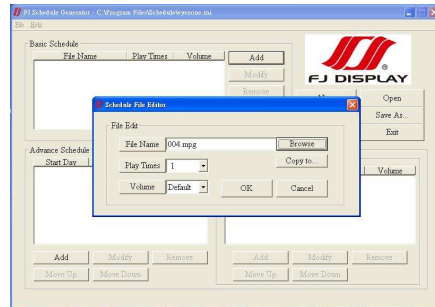 FJ Schedule Generator - C:\Program Files\Schedule\eyezone.ini
File Help
Basic Schedule
File Name Play Times Volume
Add
Modify
Remove
FJ DISPLAY
Open
Save As...
Exit
Schedule File Editor
File Edit
File Name 004.mpg Browse
Play Times 1 Copy to...
Volume Default OK Cancel
Advance Schedule
Start Day
Volume
Add Modify Remove Add Modify Remove
Move Up Move Down Move Up Move Down